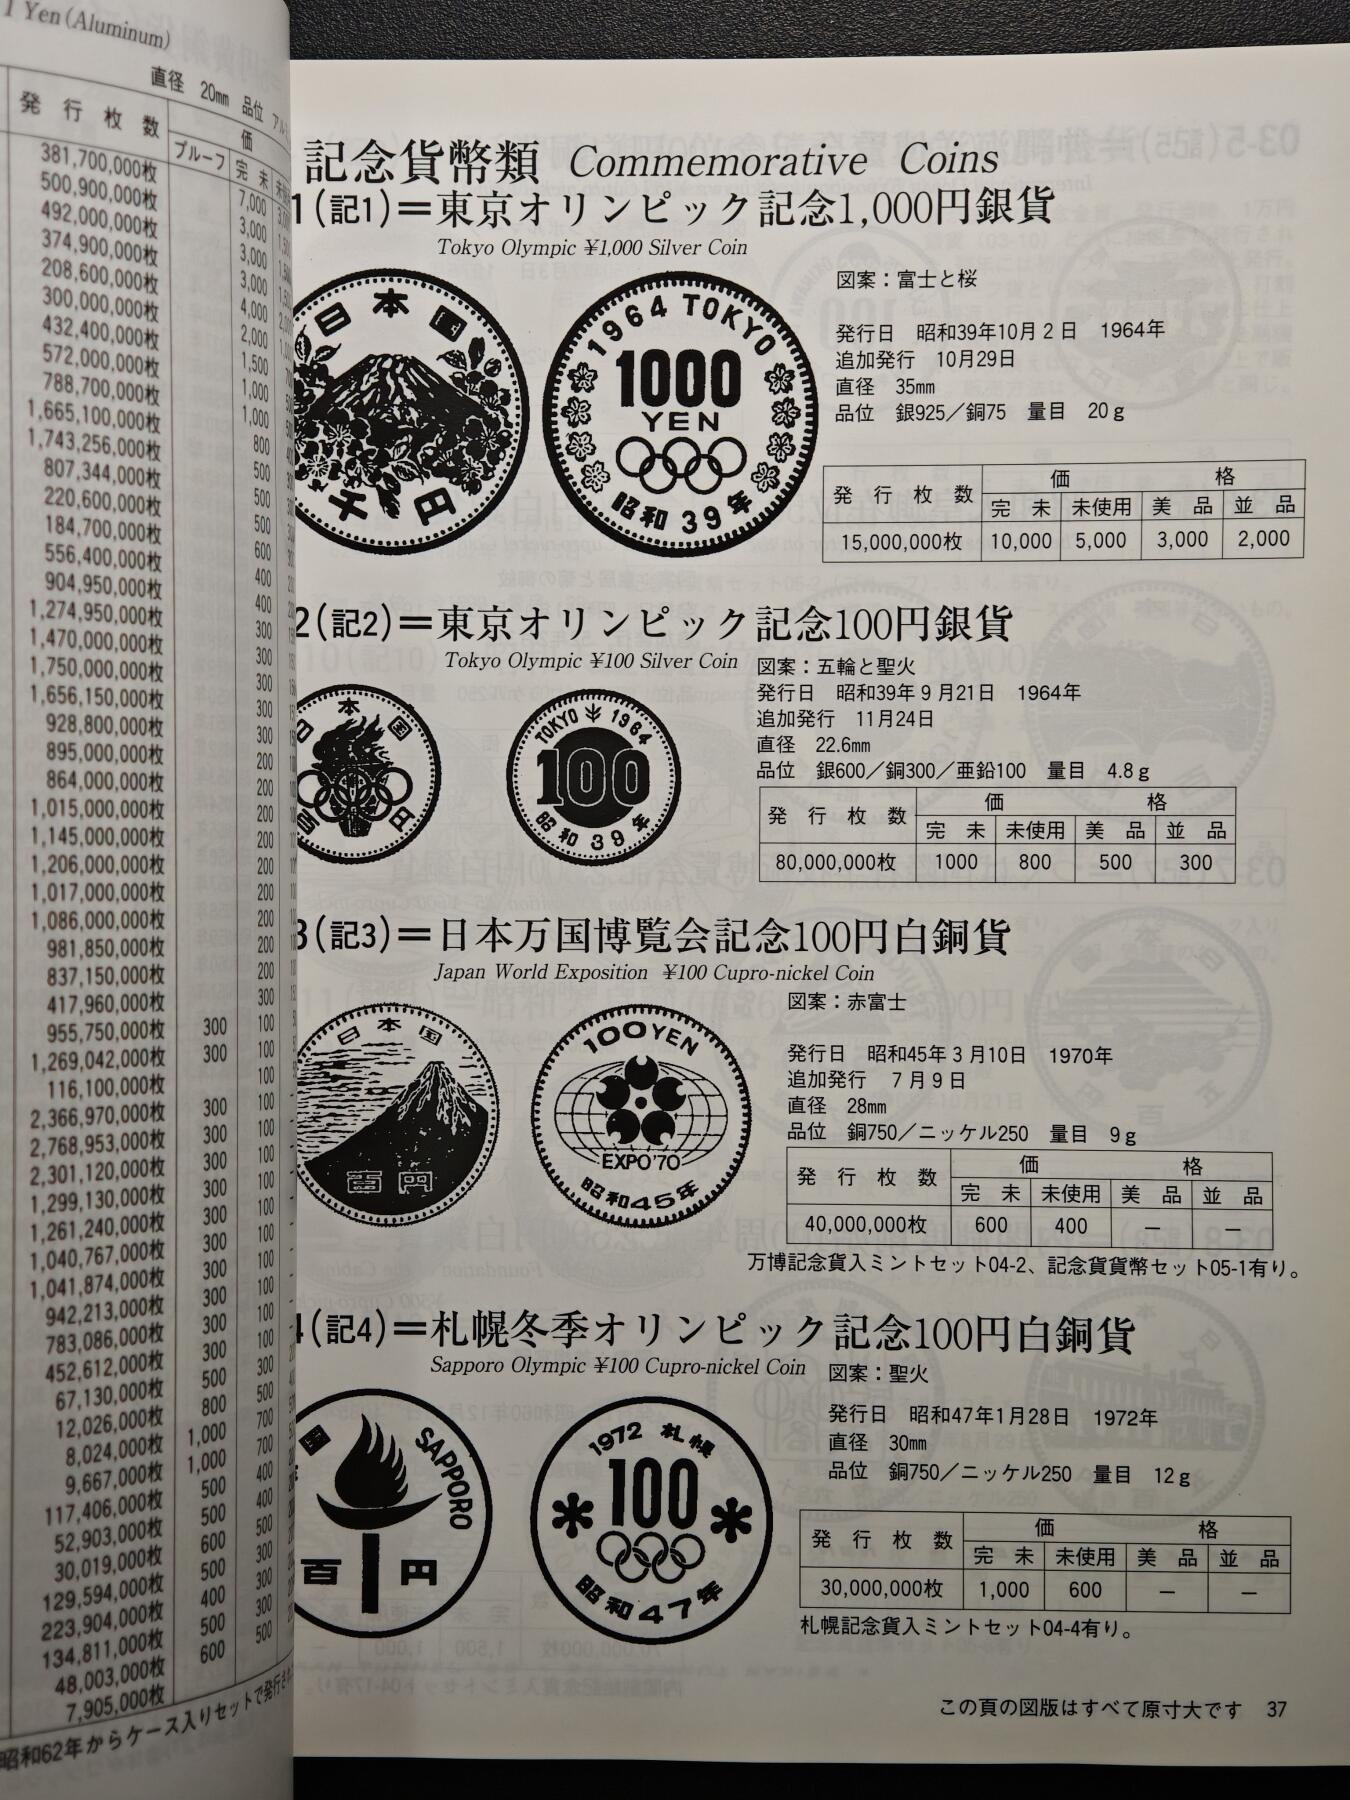 1 Yen (Aluminum)
直径 20㎜ 品位
発行枚数 価
プルーフ 完未
381,700,000枚 7,000
500,900,000枚 3,000
492,000,000枚 3,000
374,900,000枚 3,000
208,600,000枚 4,000
300,000,000枚 2,000
432,400,000枚 1,500
572,000,000枚 1,000
788,700,000枚 1,000
1,665,100,000枚 800
1,743,256,000枚 500
807,344,000枚 500
220,600,000枚 500
184,700,000枚 600
556,400,000枚 400
904,950,000枚 400
1,274,950,000枚 300
1,470,000,000枚 300
1,750,000,000枚 300
1,656,150,000枚 300
928,800,000枚 300
895,000,000枚 200
864,000,000枚 200
1,015,000,000枚 200
1,145,000,000枚 200
1,206,000,000枚 200
1,017,000,000枚 200
1,086,000,000枚 200
981,850,000枚 200
837,150,000枚 200
417,960,000枚 300
955,750,000枚 300 100
1,269,042,000枚 300 100
116,100,000枚 100
2,366,970,000枚 300 100
2,768,953,000枚 300 100
2,301,120,000枚 300 100
1,299,130,000枚 300 100
1,261,240,000枚 300 100
1,040,767,000枚 300 100
1,041,874,000枚 300 100
942,213,000枚 300 100
783,086,000枚 300 100
452,612,000枚 300 100
67,130,000枚 500 300
12,026,000枚 800 500
8,024,000枚 1,000 700
9,667,000枚 1,000 700
117,406,000枚 500 400
52,903,000枚 600 500
30,019,000枚 500 300
129,594,000枚 600 300
223,904,000枚 400 300
134,811,000枚 500 300
48,003,000枚 600 500
7,905,000枚
昭和62年からケース入りセットで発行され
記念貨幣類 Commemorative Coins
1(記1)＝東京オリンピック記念1,000円銀貨
Tokyo Olympic ¥1,000 Silver Coin
日本国
千円
1964 TOKYO
1000
YEN
昭和39年
図案：富士と桜
発行日 昭和39年10月2日 1964年
追加発行 10月29日
直径 35㎜
品位 銀925／銅75 量目 20g
発行枚数 価格
完未 未使用 美品 並品
15,000,000枚 10,000 5,000 3,000 2,000
2(記2)＝東京オリンピック記念100円銀貨
Tokyo Olympic ¥100 Silver Coin
日本国
百円
TOKYO 1964
100
昭和39年
図案：五輪と聖火
発行日 昭和39年9月21日 1964年
追加発行 11月24日
直径 22.6㎜
品位 銀600／銅300／亜鉛100 量目 4.8g
発行枚数 価格
完未 未使用 美品 並品
80,000,000枚 1000 800 500 300
3(記3)＝日本万国博覧会記念100円白銅貨
Japan World Exposition ¥100 Cupro-nickel Coin
日本国
百円
100 YEN
EXPO'70
昭和45年
図案：赤富士
発行日 昭和45年3月10日 1970年
追加発行 7月9日
直径 28㎜
品位 銅750／ニッケル250 量目 9g
発行枚数 価格
完未 未使用 美品 並品
40,000,000枚 600 400 － －
万博記念貨入ミントセット04-2、記念貨貨幣セット05-1有り。
4(記4)＝札幌冬季オリンピック記念100円白銅貨
Sapporo Olympic ¥100 Cupro-nickel Coin
国
SAPPORO
百円
1972 札幌
100
昭和47年
図案：聖火
発行日 昭和47年1月28日 1972年
直径 30㎜
品位 銅750／ニッケル250 量目 12g
発行枚数 価格
完未 未使用 美品 並品
30,000,000枚 1,000 600 － －
札幌記念貨入ミントセット04-4有り。
この頁の図版はすべて原寸大です 37